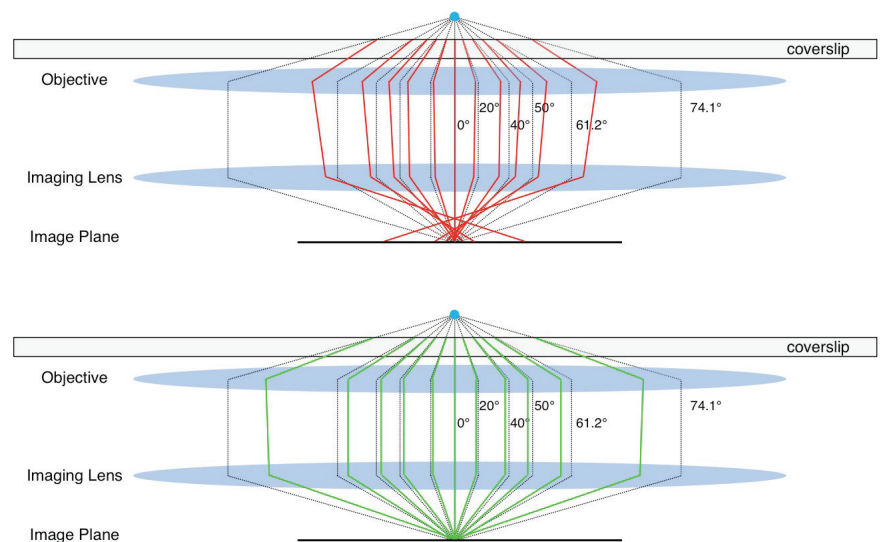 coverslip
Objective
20°
50°
74.1°
0°
40°
61.2°
Imaging Lens
Image Plane
coverslip
Objective
20°
50°
74.1°
0°
40°
61.2°
Imaging Lens
Image Plane